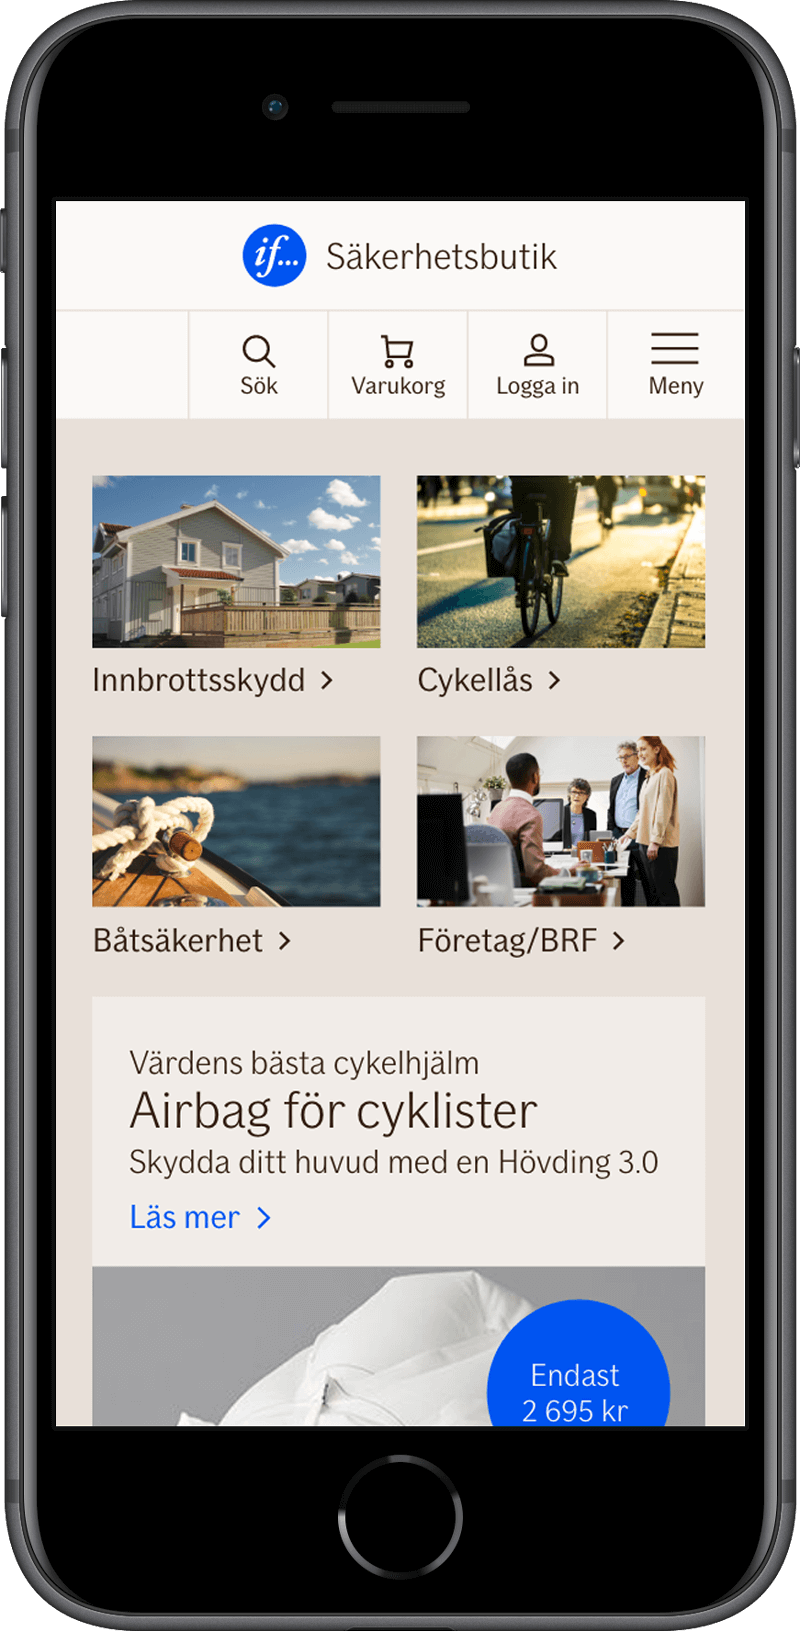 if... Säkerhetsbutik
Sök Varukorg Logga in Meny
Innbrottsskydd Cykellås
Båtsäkerhet Företag/BRF
Värdens bästa cykelhjälm
Airbag för cyklister
Skydda ditt huvud med en Hövding 3.0
Läs mer
Endast
2 695 kr